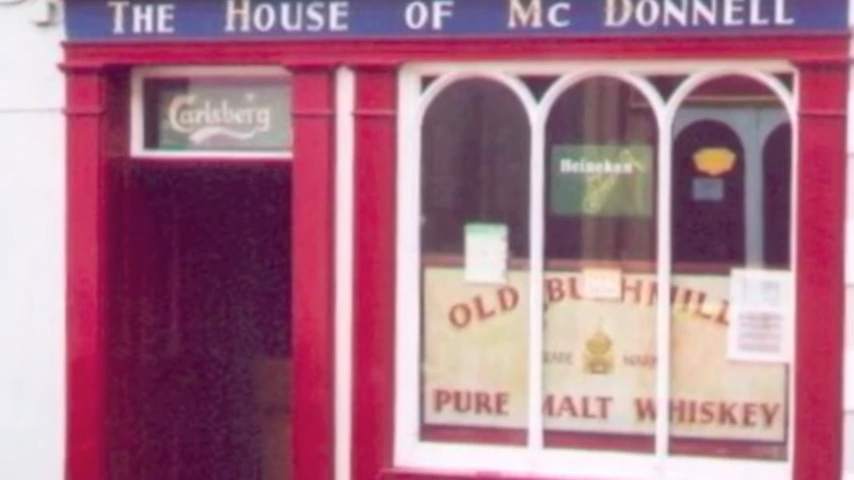 THE HOUSE OF Mc DONNELL
Carlsberg
Heineken
OLD BUSHMILLS
PURE MALT WHISKEY